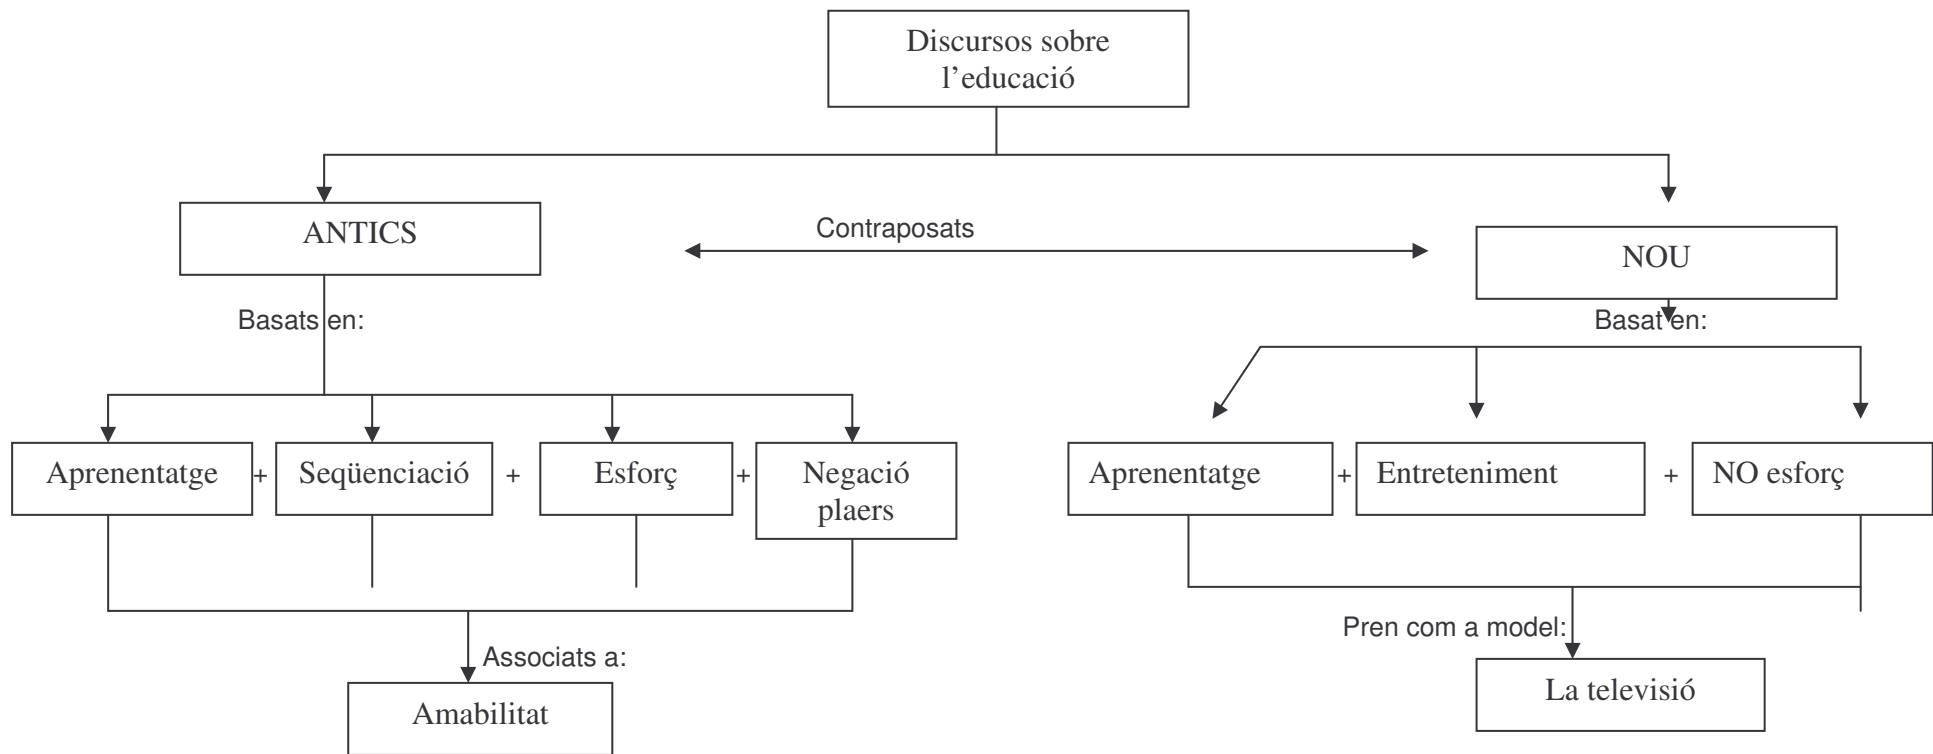 Discursos sobre
l’educació
ANTICS
Contraposats
NOU
Basats en:
Basat en:
Aprenentatge
+
Seqüenciació
+
Esforç
+
Negació
plaers
Aprenentatge
+
Entreteniment
+
NO esforç
Associats a:
Amabilitat
Pren com a model:
La televisió